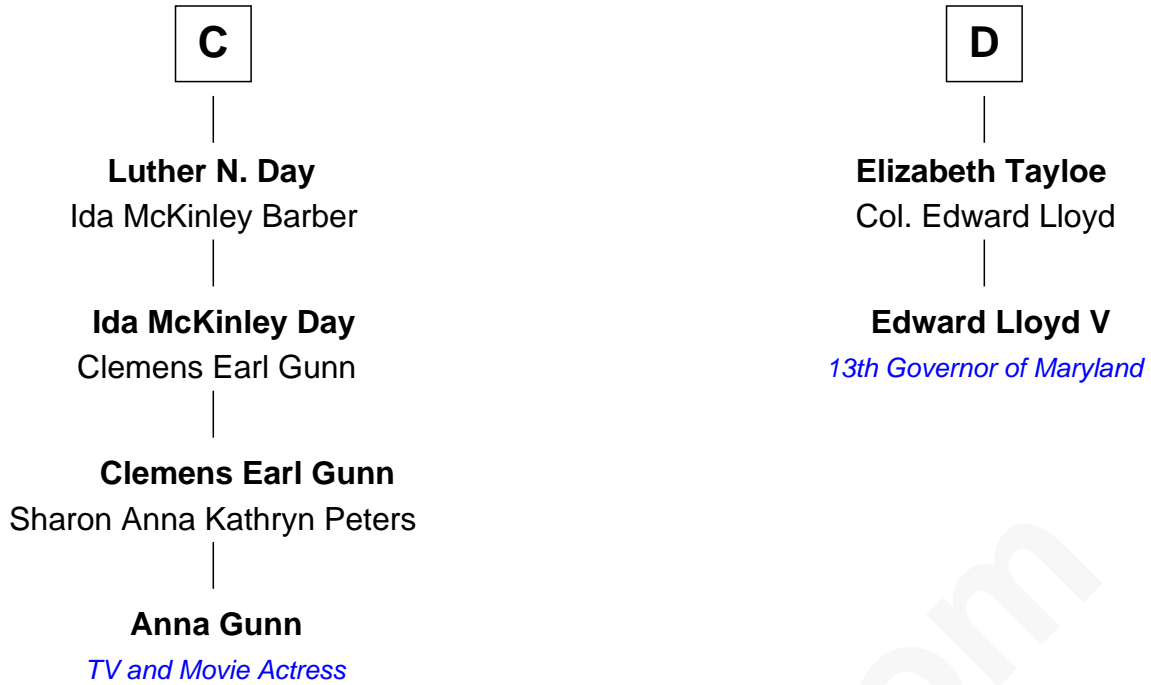 C
Luther N. Day
Ida McKinley Barber
Ida McKinley Day
Clemens Earl Gunn
Clemens Earl Gunn
Sharon Anna Kathryn Peters
Anna Gunn
TV and Movie Actress
D
Elizabeth Tayloe
Col. Edward Lloyd
Edward Lloyd V
13th Governor of Maryland
om